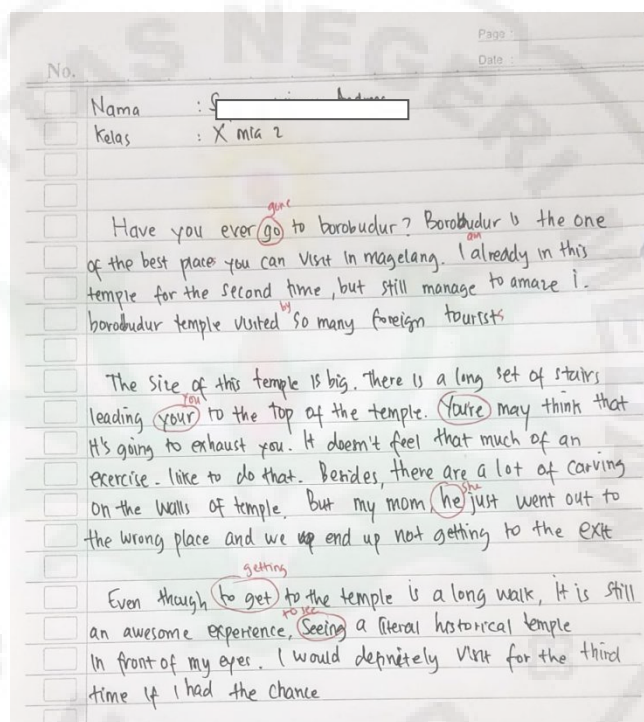 Page :
Date :
No.
Nama :
Kelas : X mia 2
gone
Have you ever go to borobudur? Borobudur is the one
am
of the best places you can visit in magelang. I already in this
temple for the second time, but still manage to amaze i.
by
borobudur temple visited so many foreign tourists
The size of this temple is big. There is a long set of stairs
you
leading your to the top of the temple. Youre may think that
it's going to exhaust you. It doesn't feel that much of an
exercise. I like to do that. Besides, there are a lot of carving
she
on the walls of temple. But my mom, he just went out to
the wrong place and we end up not getting to the exit
getting
Even though to get to the temple is a long walk, it is still
to see
an awesome experience, Seeing a literal historical temple
in front of my eyes. I would definitely visit for the third
time if I had the chance